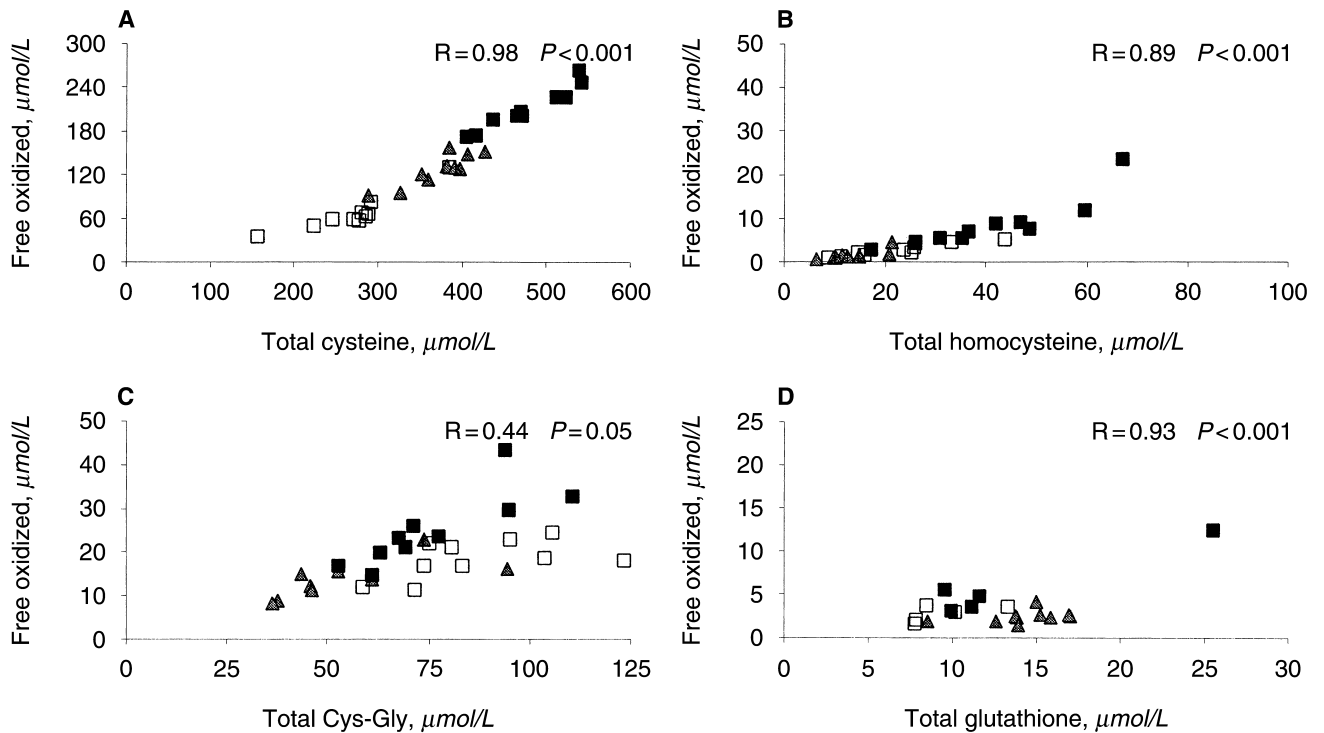 A
Free oxidized, μmol/L
300
240
180
120
60
0
R=0.98 P<0.001
0 100 200 300 400 500 600
Total cysteine, μmol/L
B
Free oxidized, μmol/L
50
40
30
20
10
0
R=0.89 P<0.001
0 20 40 60 80 100
Total homocysteine, μmol/L
C
Free oxidized, μmol/L
50
40
30
20
10
0
R=0.44 P=0.05
0 25 50 75 100 125
Total Cys-Gly, μmol/L
D
Free oxidized, μmol/L
25
20
15
10
5
0
R=0.93 P<0.001
0 5 10 15 20 25 30
Total glutathione, μmol/L